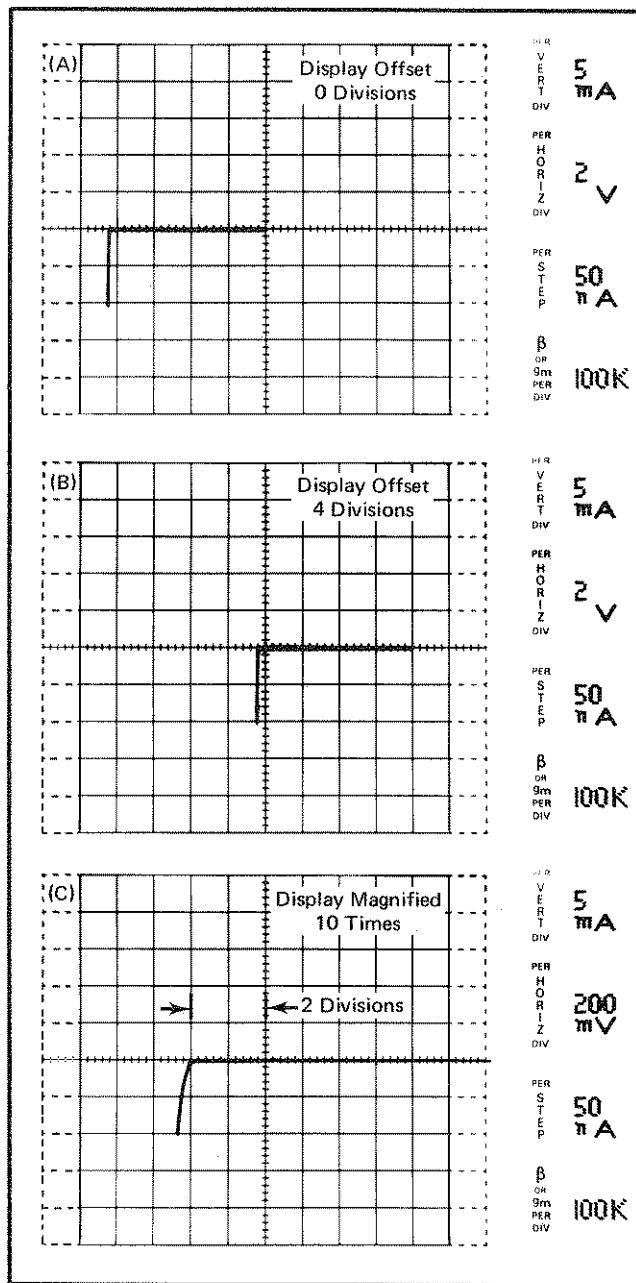 (A)
Display Offset
0 Divisions
PER
VERT
DIV
5
mA
PER
HORIZ
DIV
2
V
PER
STEP
50
nA
β
OR
gm
PER
DIV
100K
(B)
Display Offset
4 Divisions
PER
VERT
DIV
5
mA
PER
HORIZ
DIV
2
V
PER
STEP
50
nA
β
OR
gm
PER
DIV
100K
(C)
Display Magnified
10 Times
2 Divisions
PER
VERT
DIV
5
mA
PER
HORIZ
DIV
200
mV
PER
STEP
50
nA
β
OR
gm
PER
DIV
100K